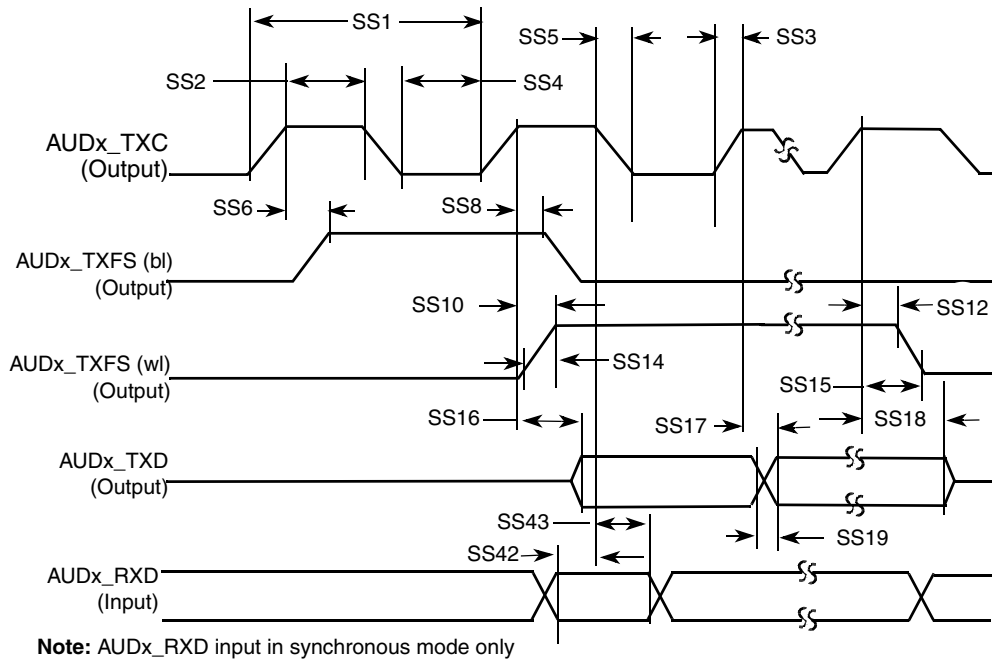 SS1
SS5
SS3
SS2
SS4
AUDx_TXC
(Output)
SS6
SS8
AUDx_TXFS (bl)
(Output)
SS10
SS12
AUDx_TXFS (wl)
(Output)
SS14
SS15
SS16
SS17
SS18
AUDx_TXD
(Output)
SS43
SS19
SS42
AUDx_RXD
(Input)
Note: AUDx_RXD input in synchronous mode only